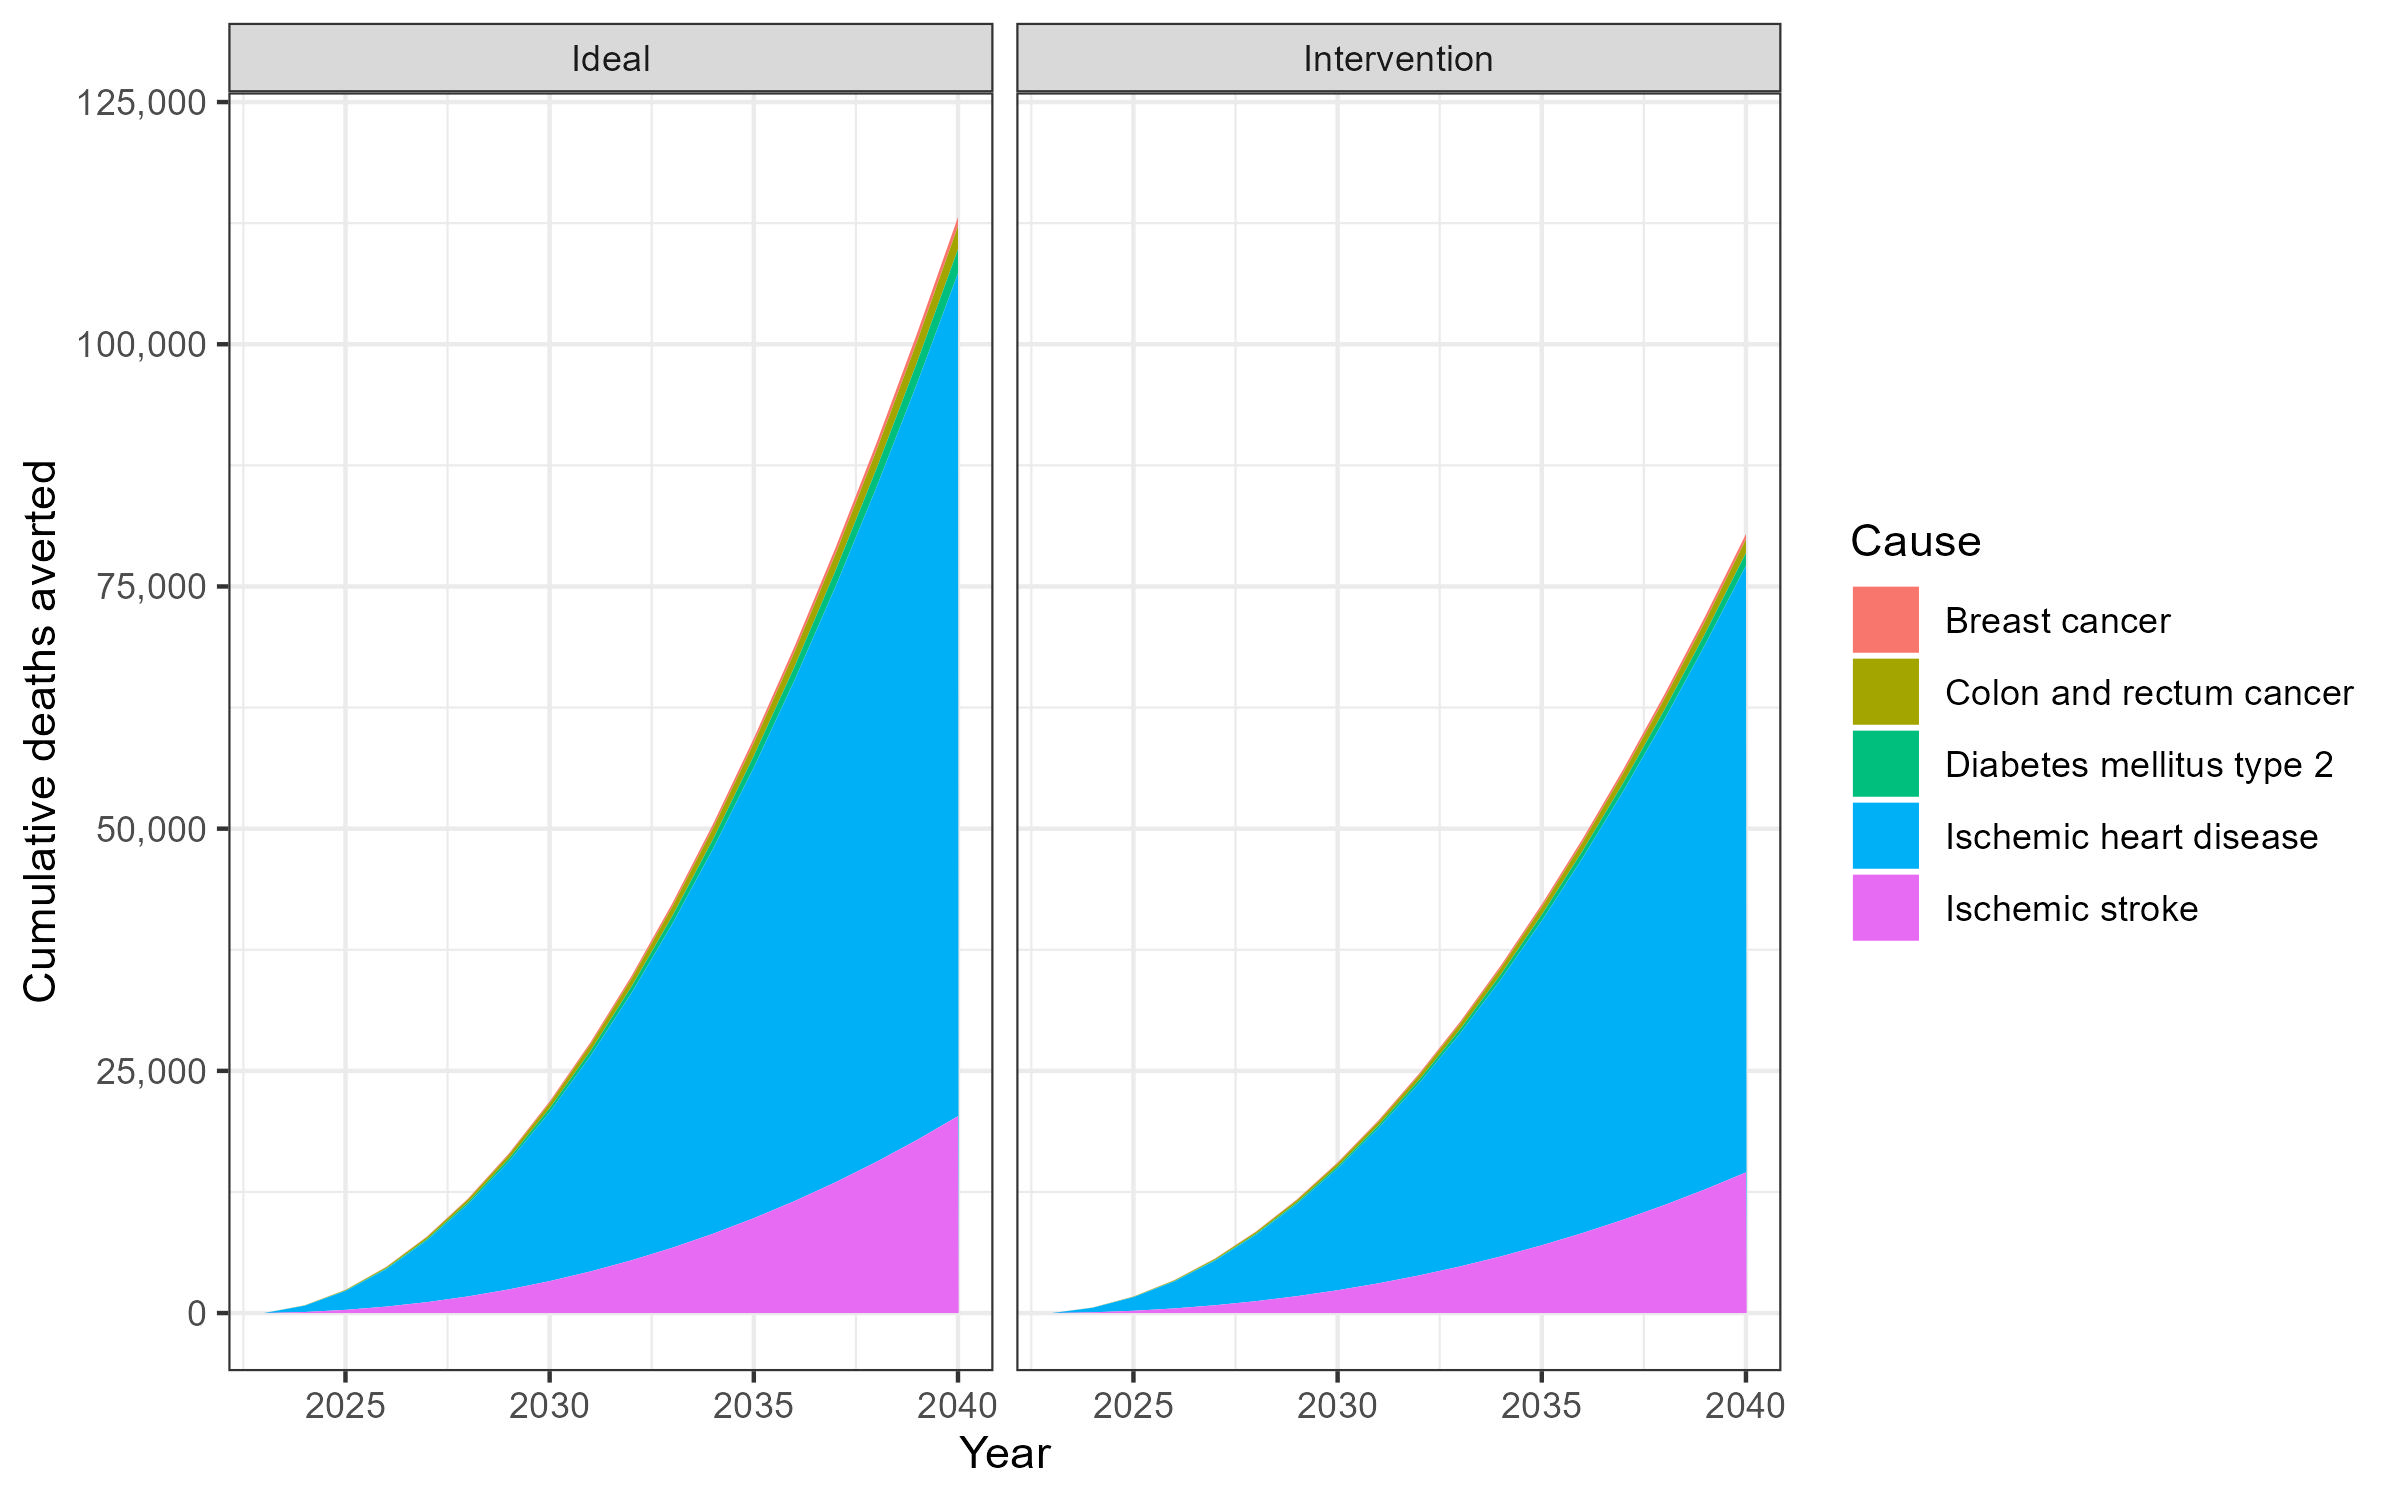 Ideal
Intervention
125,000
100,000
75,000
50,000
25,000
0
Cumulative deaths averted
2025 2030 2035 2040
2025 2030 2035 2040
Year
Cause
Breast cancer
Colon and rectum cancer
Diabetes mellitus type 2
Ischemic heart disease
Ischemic stroke